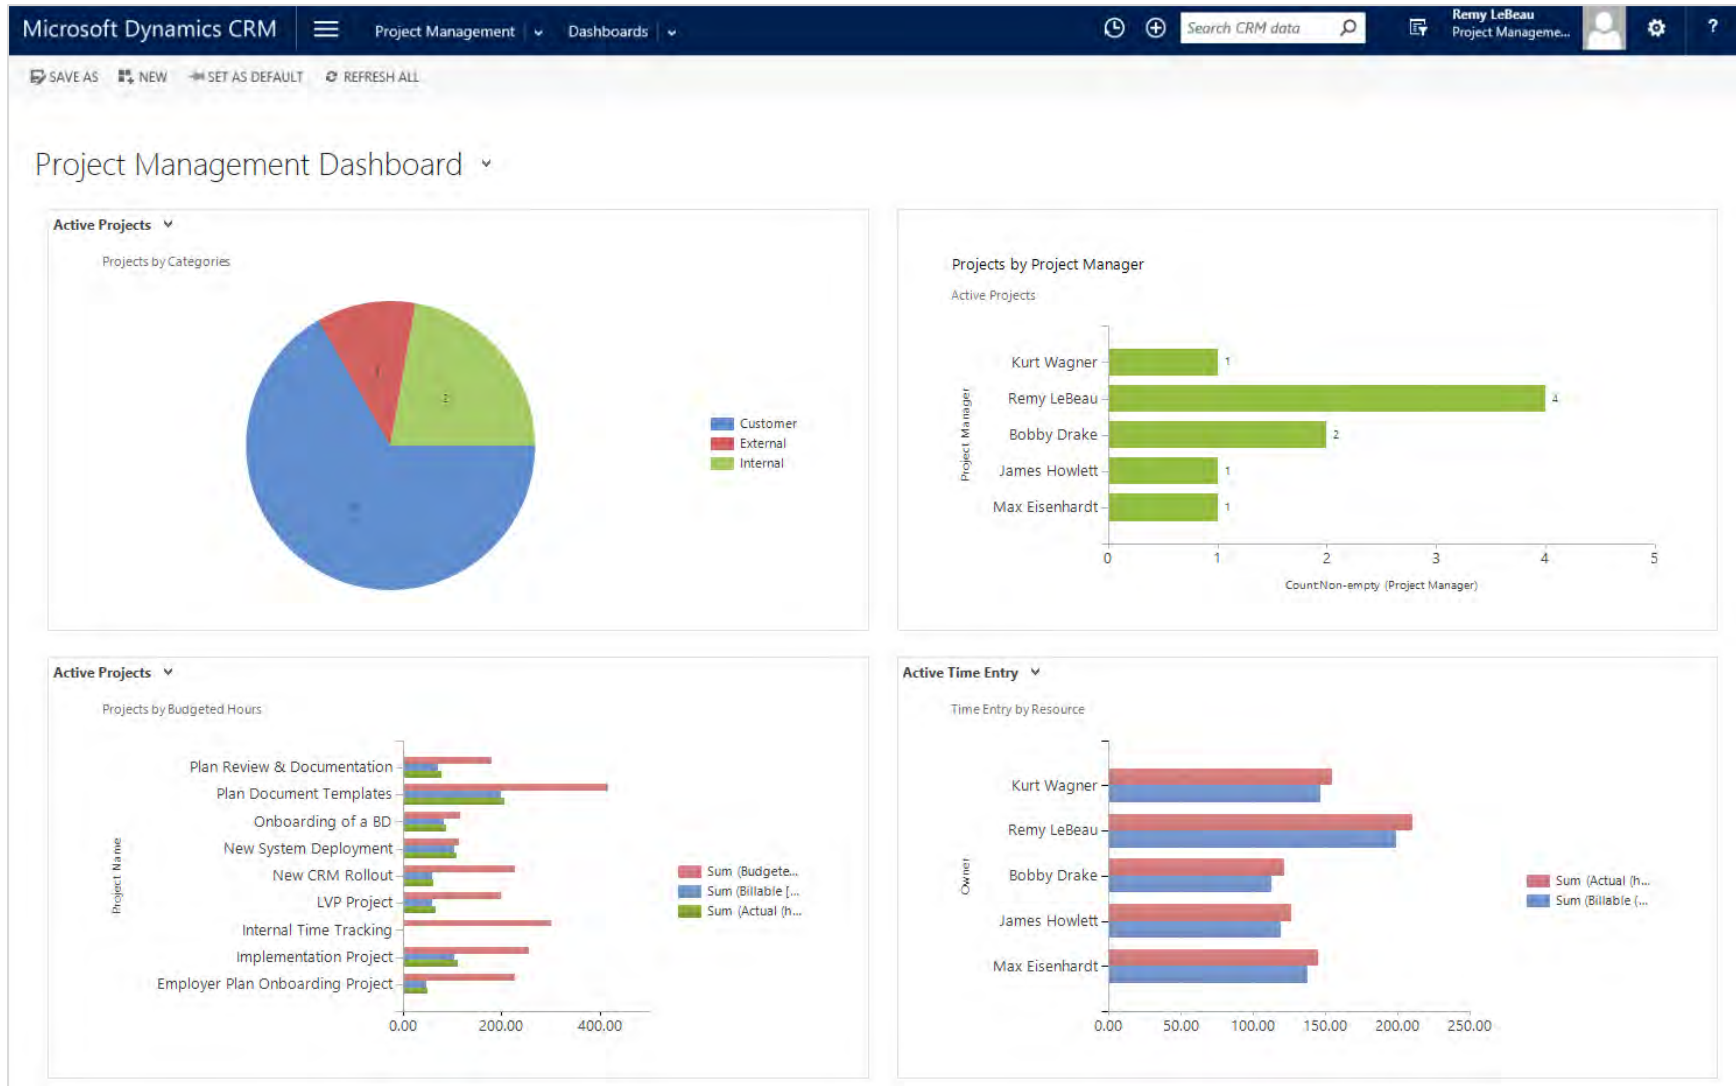 Microsoft Dynamics CRM
Project Management
Dashboards
Search CRM data
Remy LeBeau
Project Manageme...
?
SAVE AS
NEW
SET AS DEFAULT
REFRESH ALL
Project Management Dashboard
Active Projects
Projects by Categories
1
2
Customer
External
Internal
Projects by Project Manager
Active Projects
Project Manager
Kurt Wagner
1
Remy LeBeau
4
Bobby Drake
2
James Howlett
1
Max Eisenhardt
1
0 1 2 3 4 5
Count:Non-empty (Project Manager)
Active Projects
Projects by Budgeted Hours
Project Name
Plan Review & Documentation
Plan Document Templates
Onboarding of a BD
New System Deployment
New CRM Rollout
LVP Project
Internal Time Tracking
Implementation Project
Employer Plan Onboarding Project
0.00 200.00 400.00
Sum (Budgete...
Sum (Billable [...
Sum (Actual (h...
Active Time Entry
Time Entry by Resource
Owner
Kurt Wagner
Remy LeBeau
Bobby Drake
James Howlett
Max Eisenhardt
0.00 50.00 100.00 150.00 200.00 250.00
Sum (Actual (h...
Sum (Billable (...